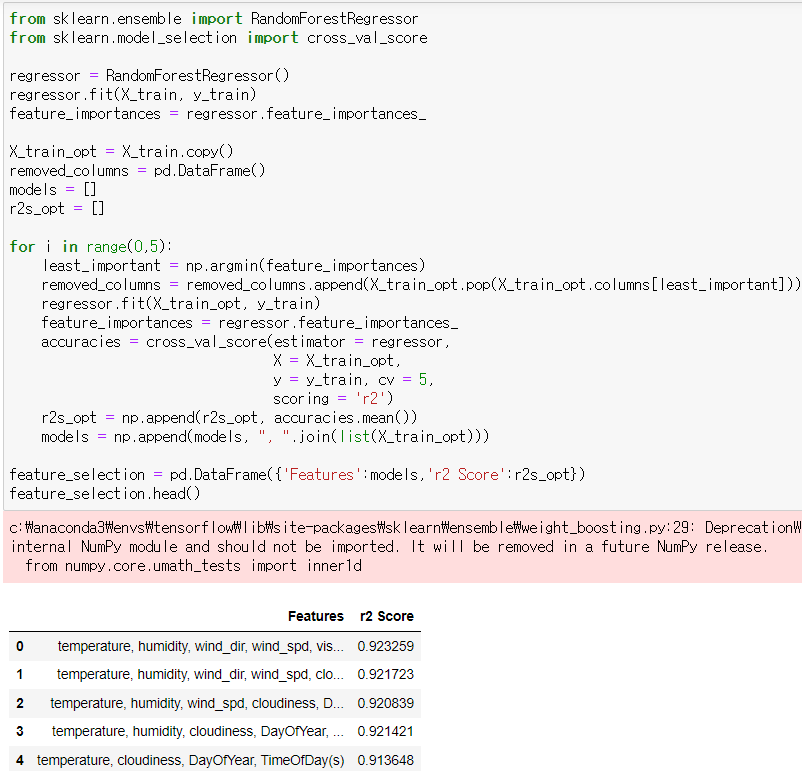 from sklearn.ensemble import RandomForestRegressor
from sklearn.model_selection import cross_val_score

regressor = RandomForestRegressor()
regressor.fit(X_train, y_train)
feature_importances = regressor.feature_importances_

X_train_opt = X_train.copy()
removed_columns = pd.DataFrame()
models = []
r2s_opt = []

for i in range(0,5):
    least_important = np.argmin(feature_importances)
    removed_columns = removed_columns.append(X_train_opt.pop(X_train_opt.columns[least_important]))
    regressor.fit(X_train_opt, y_train)
    feature_importances = regressor.feature_importances_
    accuracies = cross_val_score(estimator = regressor,
                                 X = X_train_opt,
                                 y = y_train, cv = 5,
                                 scoring = 'r2')
    r2s_opt = np.append(r2s_opt, accuracies.mean())
    models = np.append(models, ", ".join(list(X_train_opt)))

feature_selection = pd.DataFrame({'Features':models,'r2 Score':r2s_opt})
feature_selection.head()
c:₩anaconda3₩envs₩tensorflow₩lib₩site-packages₩sklearn₩ensemble₩weight_boosting.py:29: Deprecation
internal NumPy module and should not be imported. It will be removed in a future NumPy release.
  from numpy.core.umath_tests import inner1d
Features r2 Score
0 temperature, humidity, wind_dir, wind_spd, vis... 0.923259
1 temperature, humidity, wind_dir, wind_spd, clo... 0.921723
2 temperature, humidity, wind_spd, cloudiness, D... 0.920839
3 temperature, humidity, cloudiness, DayOfYear, ... 0.921421
4 temperature, cloudiness, DayOfYear, TimeOfDay(s) 0.913648